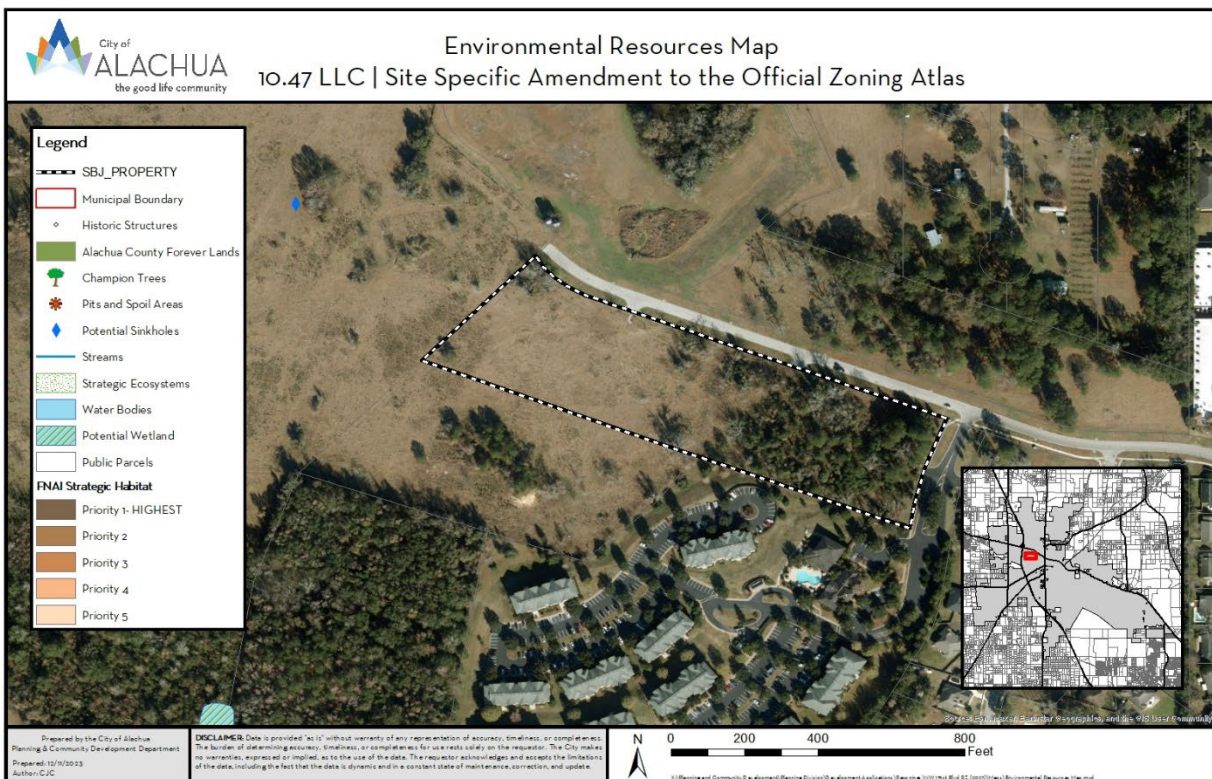 City of
ALACHUA
the good life community
Environmental Resources Map
10.47 LLC | Site Specific Amendment to the Official Zoning Atlas
Legend
SBJ_PROPERTY
Municipal Boundary
Historic Structures
Alachua County Forever Lands
Champion Trees
Pits and Spoil Areas
Potential Sinkholes
Streams
Strategic Ecosystems
Water Bodies
Potential Wetland
Public Parcels
FNAI Strategic Habitat
Priority 1- HIGHEST
Priority 2
Priority 3
Priority 4
Priority 5
and the GIS User Community
Prepared by the City of Alachua
Planning & Community Development Department
Prepared: 12/11/2023
Author: CJC
DISCLAIMER: Data is provided "as is" without warranty of any representation of accuracy, timeliness, or completeness.
The burden of determining accuracy, timeliness, or completeness for use rests solely on the requestor. The City makes
no warranties, expressed or implied, as to the use of the data. The requestor acknowledges and accepts the limitations
of the data, including the fact that the data is dynamic and in a constant state of maintenance, correction, and update.
N
0 200 400 800
Feet